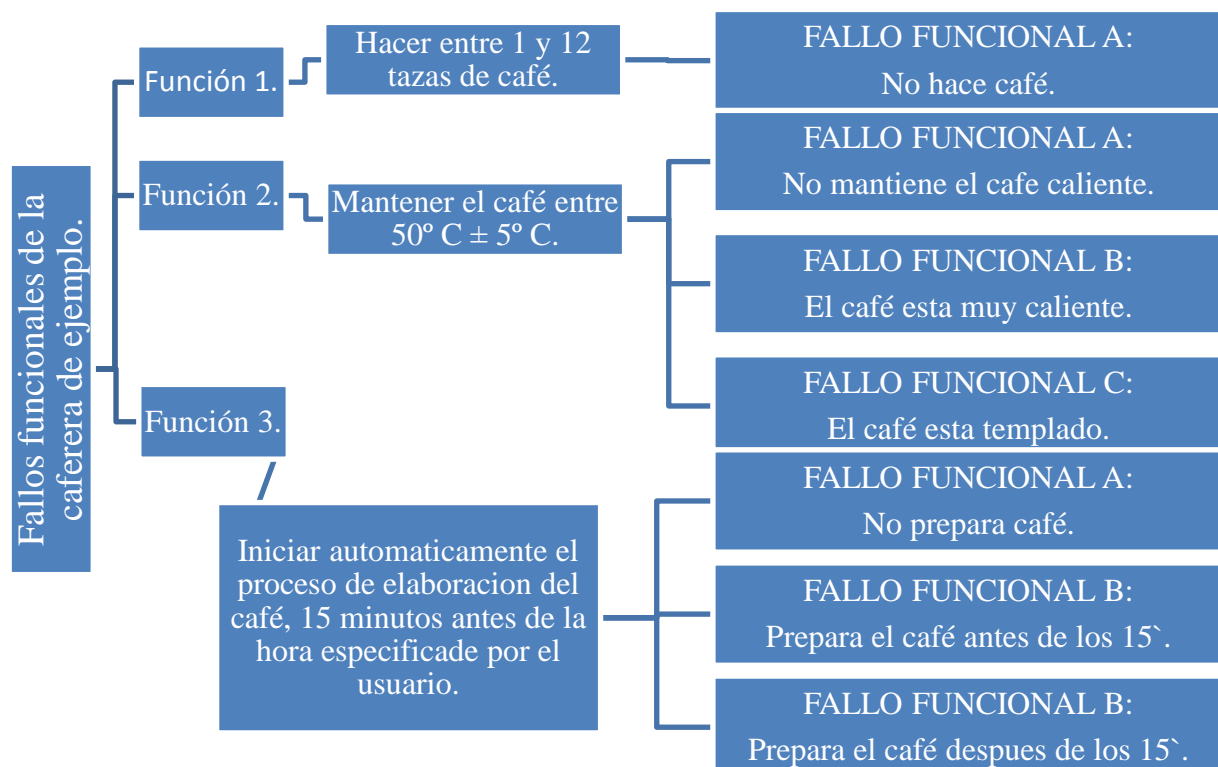 Fallos funcionales de la
caferera de ejemplo.
Función 1.
Hacer entre 1 y 12
tazas de café.
FALLO FUNCIONAL A:
No hace café.
Función 2.
Mantener el café entre
50º C ± 5º C.
FALLO FUNCIONAL A:
No mantiene el cafe caliente.
FALLO FUNCIONAL B:
El café esta muy caliente.
FALLO FUNCIONAL C:
El café esta templado.
Función 3.
Iniciar automaticamente el
proceso de elaboracion del
café, 15 minutos antes de la
hora especificade por el
usuario.
FALLO FUNCIONAL A:
No prepara café.
FALLO FUNCIONAL B:
Prepara el café antes de los 15`.
FALLO FUNCIONAL B:
Prepara el café despues de los 15`.